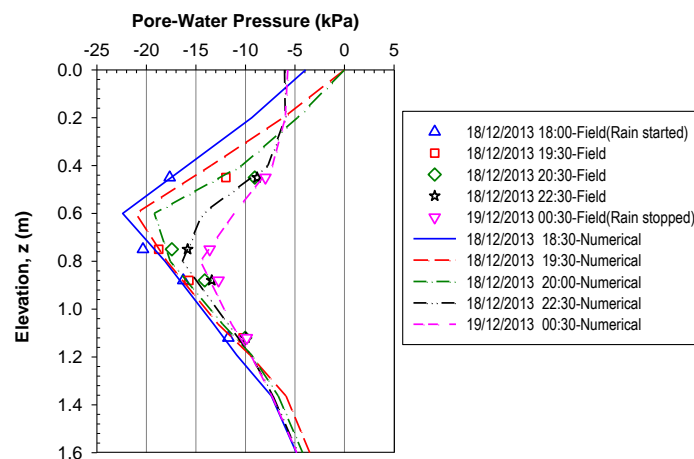 Pore-Water Pressure (kPa)
-25 -20 -15 -10 -5 0 5
0.0
0.2
0.4
0.6
0.8
1.0
1.2
1.4
1.6
Elevation, z (m)
18/12/2013 18:00-Field(Rain started)
18/12/2013 19:30-Field
18/12/2013 20:30-Field
18/12/2013 22:30-Field
19/12/2013 00:30-Field(Rain stopped)
18/12/2013 18:30-Numerical
18/12/2013 19:30-Numerical
18/12/2013 20:00-Numerical
18/12/2013 22:30-Numerical
19/12/2013 00:30-Numerical